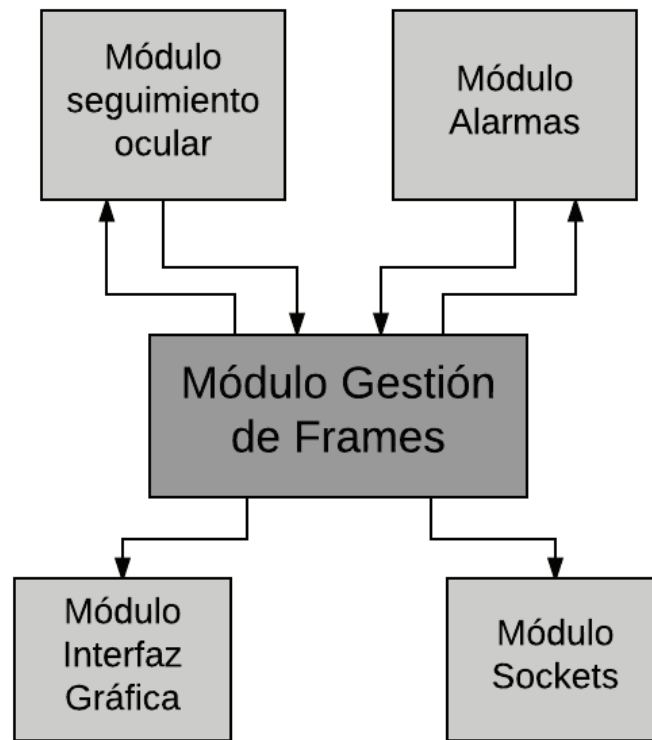 Módulo
seguimiento
ocular
Módulo
Alarmas
Módulo Gestión
de Frames
Módulo
Interfaz
Gráfica
Módulo
Sockets